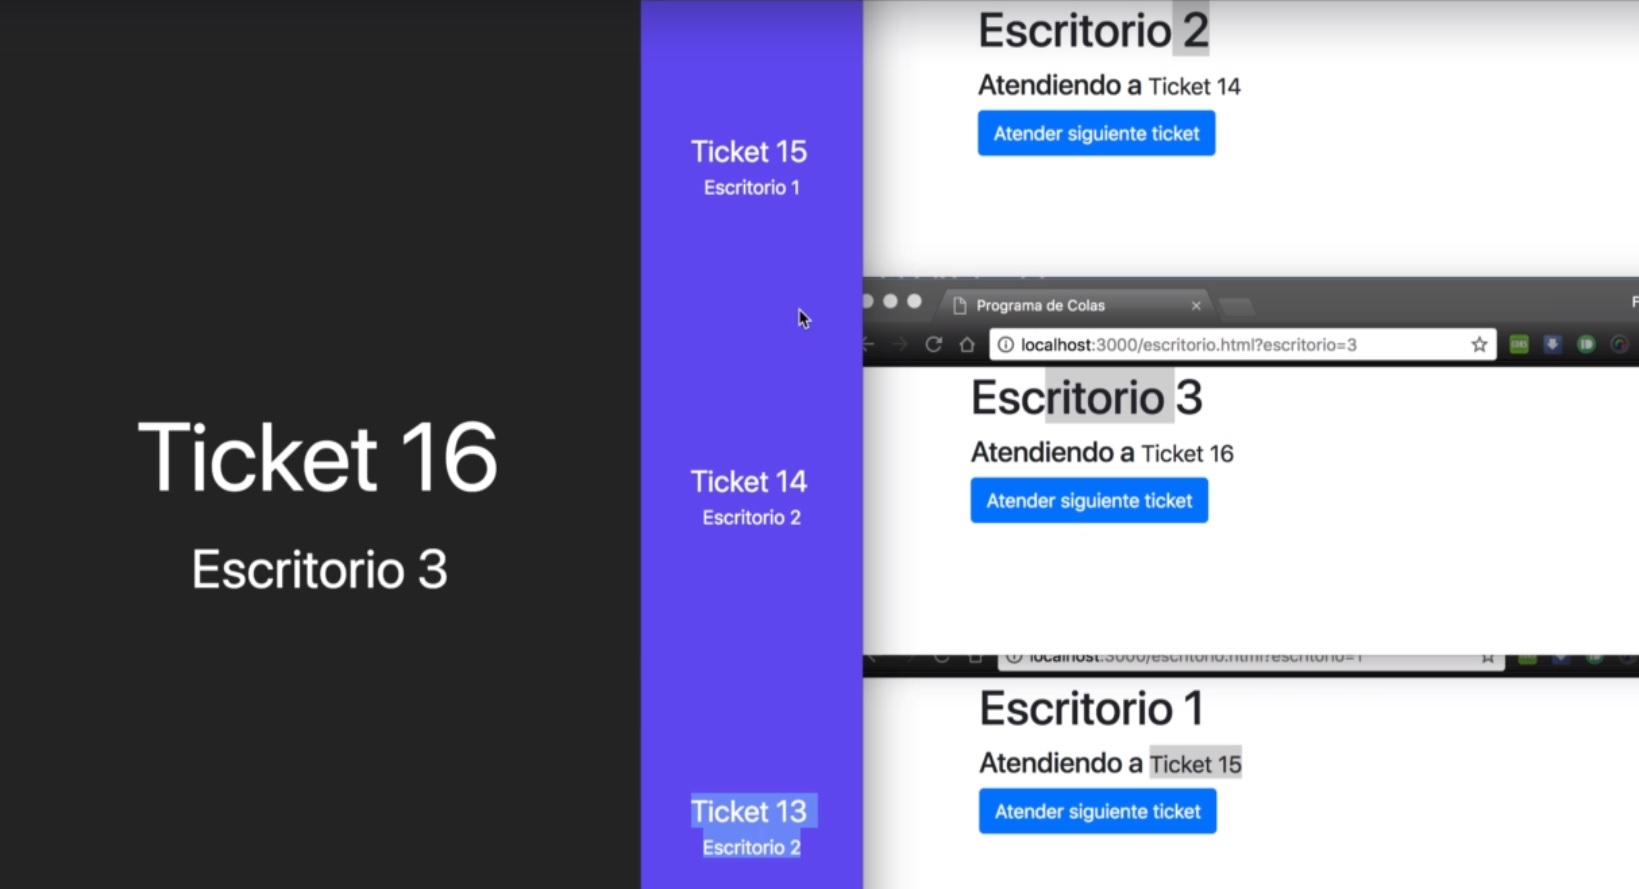 Ticket 16
Escritorio 3
Ticket 15
Escritorio 1
Ticket 14
Escritorio 2
Ticket 13
Escritorio 2
Escritorio 2
Atendiendo a Ticket 14
Atender siguiente ticket
Programa de Colas
F
localhost:3000/escritorio.html?escritorio=3
Escritorio 3
Atendiendo a Ticket 16
Atender siguiente ticket
localhost:3000/escritorio.html?escritorio=1
Escritorio 1
Atendiendo a Ticket 15
Atender siguiente ticket